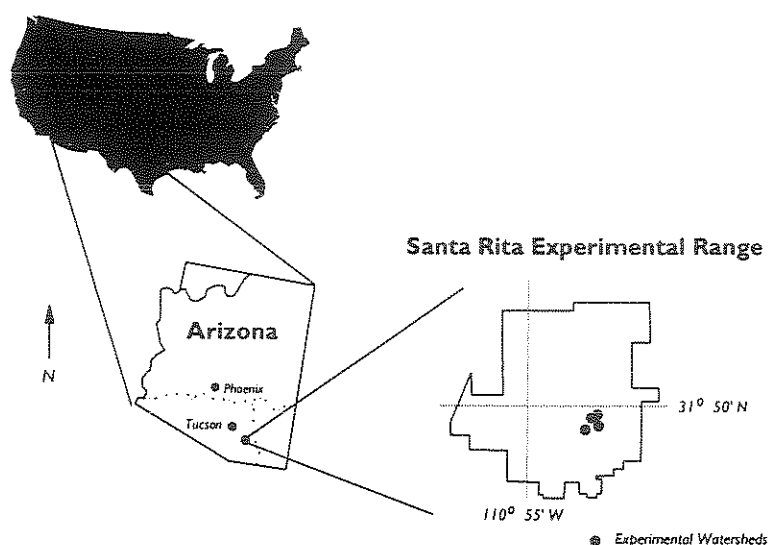 Santa Rita Experimental Range
Arizona
N
Phoenix
Tucson
31° 50' N
110° 55' W
Experimental Watersheds